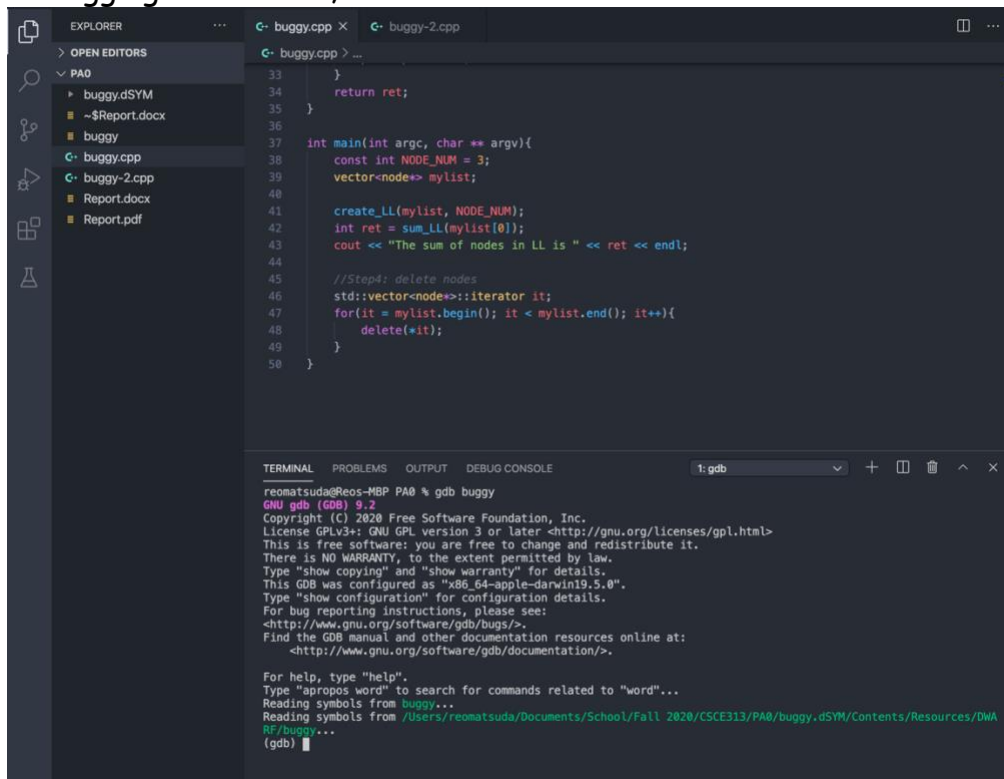 EXPLORER
...
buggy.cpp
buggy-2.cpp
...
OPEN EDITORS
buggy.cpp > ...
PA0
buggy.dSYM
~$Report.docx
buggy
buggy.cpp
buggy-2.cpp
Report.docx
Report.pdf
33 }
34 return ret;
35 }
36
37 int main(int argc, char ** argv){
38 const int NODE_NUM = 3;
39 vector<node*> mylist;
40
41 create_LL(mylist, NODE_NUM);
42 int ret = sum_LL(mylist[0]);
43 cout << "The sum of nodes in LL is " << ret << endl;
44
45 //Step4: delete nodes
46 std::vector<node*>::iterator it;
47 for(it = mylist.begin(); it < mylist.end(); it++){
48 delete(*it);
49 }
50 }
TERMINAL PROBLEMS OUTPUT DEBUG CONSOLE 1: gdb
reomatsuda@Reos-MBP PA0 % gdb buggy
GNU gdb (GDB) 9.2
Copyright (C) 2020 Free Software Foundation, Inc.
License GPLv3+: GNU GPL version 3 or later <http://gnu.org/licenses/gpl.html>
This is free software: you are free to change and redistribute it.
There is NO WARRANTY, to the extent permitted by law.
Type "show copying" and "show warranty" for details.
This GDB was configured as "x86_64-apple-darwin19.5.0".
Type "show configuration" for configuration details.
For bug reporting instructions, please see:
<http://www.gnu.org/software/gdb/bugs/>.
Find the GDB manual and other documentation resources online at:
<http://www.gnu.org/software/gdb/documentation/>.
For help, type "help".
Type "apropos word" to search for commands related to "word"...
Reading symbols from buggy...
Reading symbols from /Users/reomatsuda/Documents/School/Fall 2020/CSCE313/PA0/buggy.dSYM/Contents/Resources/DWA
RF/buggy...
(gdb)